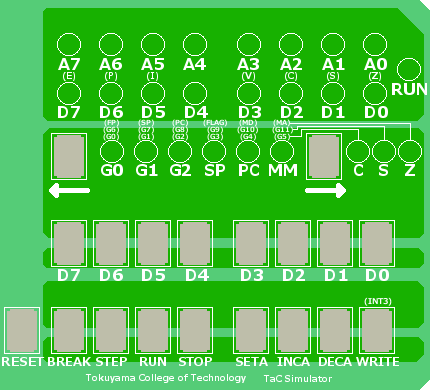 A7 A6 A5 A4 A3 A2 A1 A0
(E) (P) (I) (V) (C) (S) (Z)
RUN
D7 D6 D5 D4 D3 D2 D1 D0
(FP) (SP) (PC) (FLAG) (MD) (MA)
(G6) (G7) (G8) (G9) (G10) (G11)
(G0) (G1) (G2) (G3) (G4) (G5)
G0 G1 G2 SP PC MM C S Z
D7 D6 D5 D4 D3 D2 D1 D0
(INT3)
RESET BREAK STEP RUN STOP SETA INCA DECA WRITE
Tokuyama College of Technology TaC Simulator